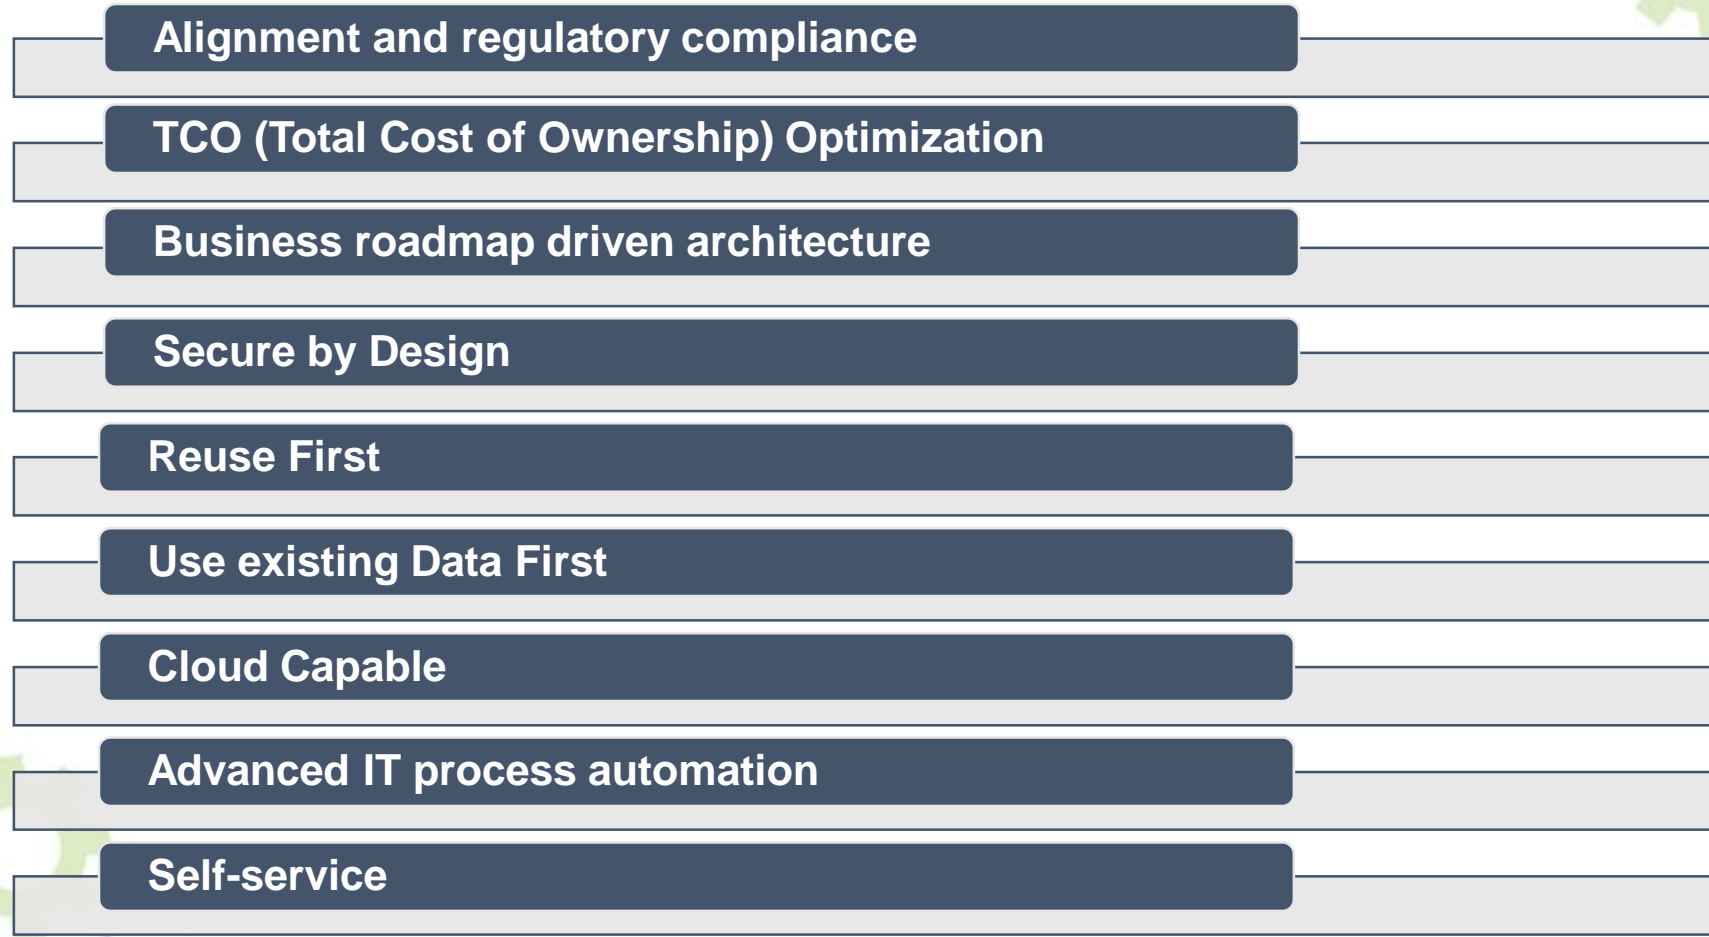 Alignment and regulatory compliance
TCO (Total Cost of Ownership) Optimization
Business roadmap driven architecture
Secure by Design
Reuse First
Use existing Data First
Cloud Capable
Advanced IT process automation
Self-service